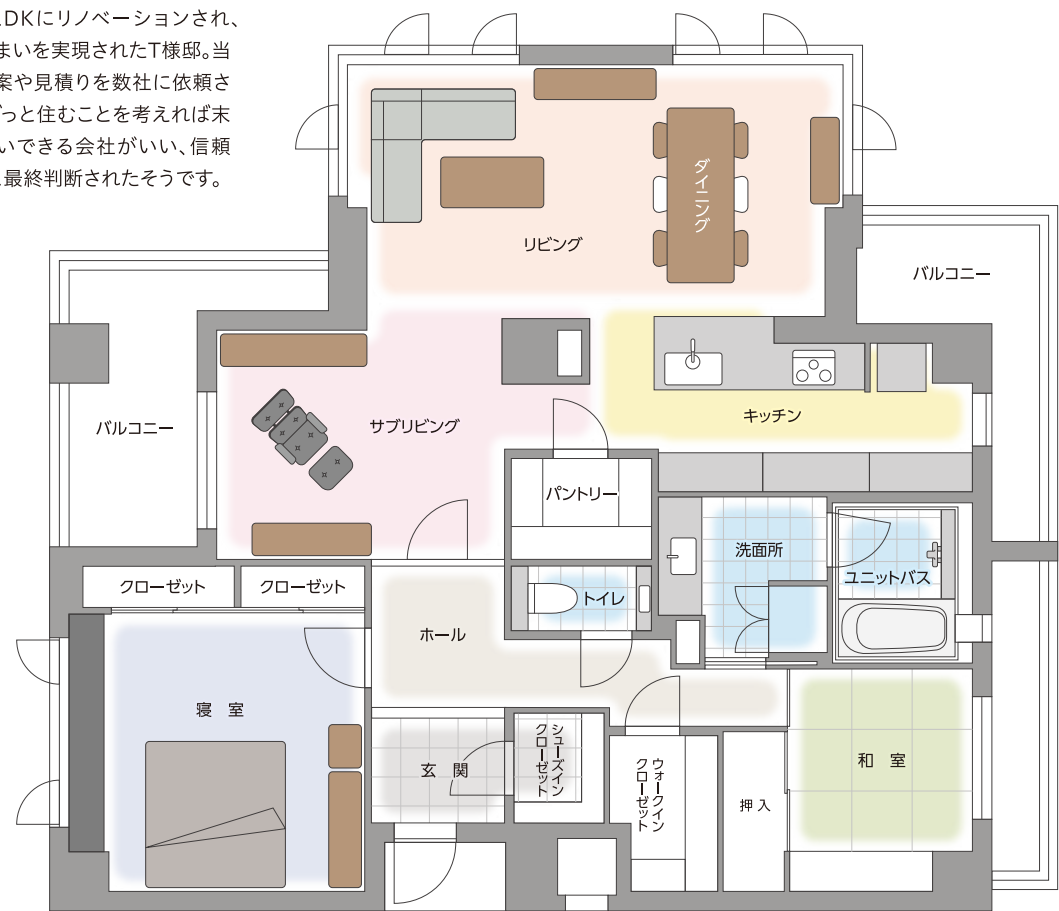 LDKにリノベーションされ、
まいを実現されたT様邸。当
案や見積りを数社に依頼さ
ずっと住むことを考えれば末
いできる会社がいい、信頼
最終判断されたそうです。
ダイニング
リビング
バルコニー
キッチン
サブリビング
バルコニー
パントリー
洗面所
ユニットバス
クローゼット
クローゼット
トイレ
ホール
寝室
玄関
シューズイン
クローゼット
ウォークイン
クローゼット
押入
和室